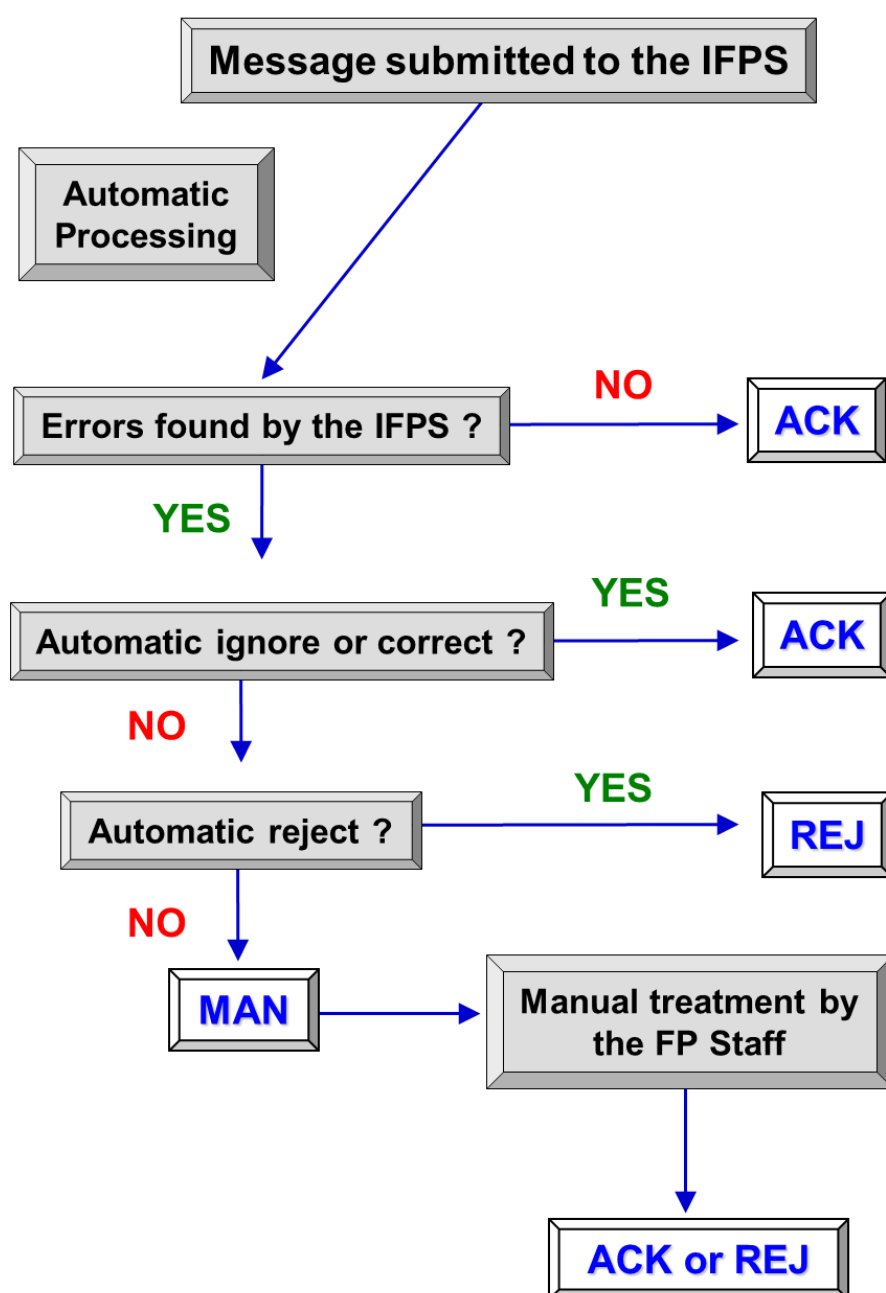 Message submitted to the IFPS
Automatic
Processing
Errors found by the IFPS ?
NO
ACK
YES
Automatic ignore or correct ?
YES
ACK
NO
Automatic reject ?
YES
REJ
NO
MAN
Manual treatment by
the FP Staff
ACK or REJ